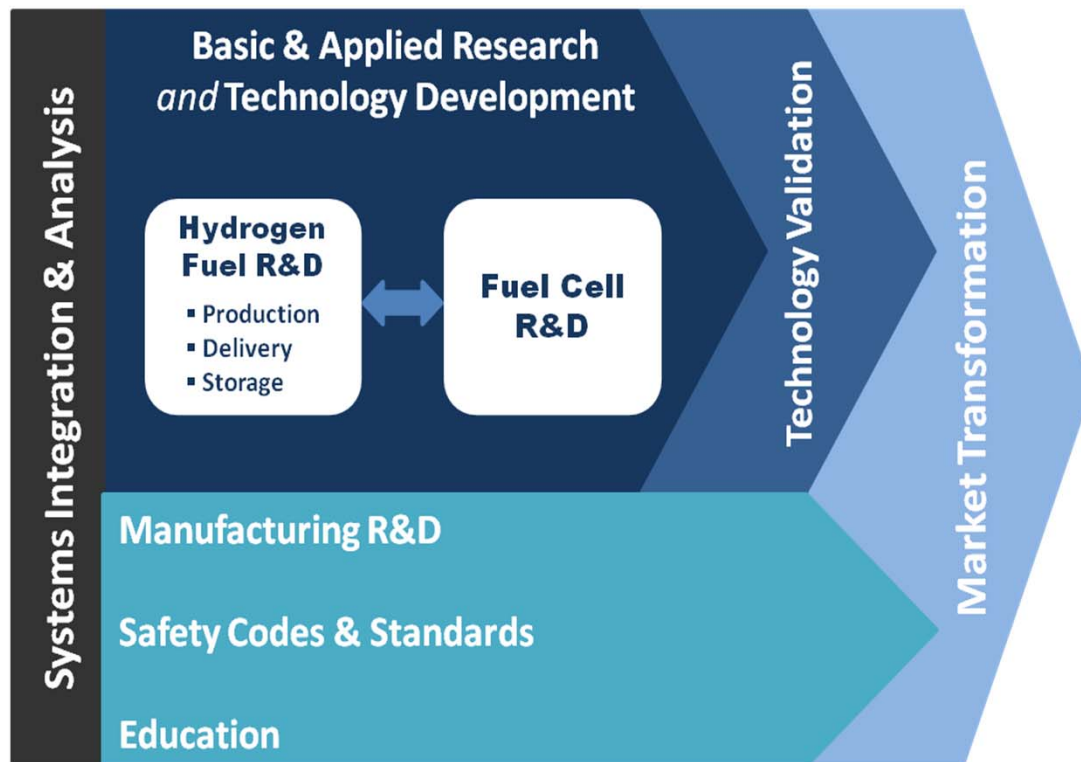 Systems Integration & Analysis
Basic & Applied Research
and Technology Development
Hydrogen
Fuel R&D
▪ Production
▪ Delivery
▪ Storage
Fuel Cell
R&D
Technology Validation
Market Transformation
Manufacturing R&D
Safety Codes & Standards
Education